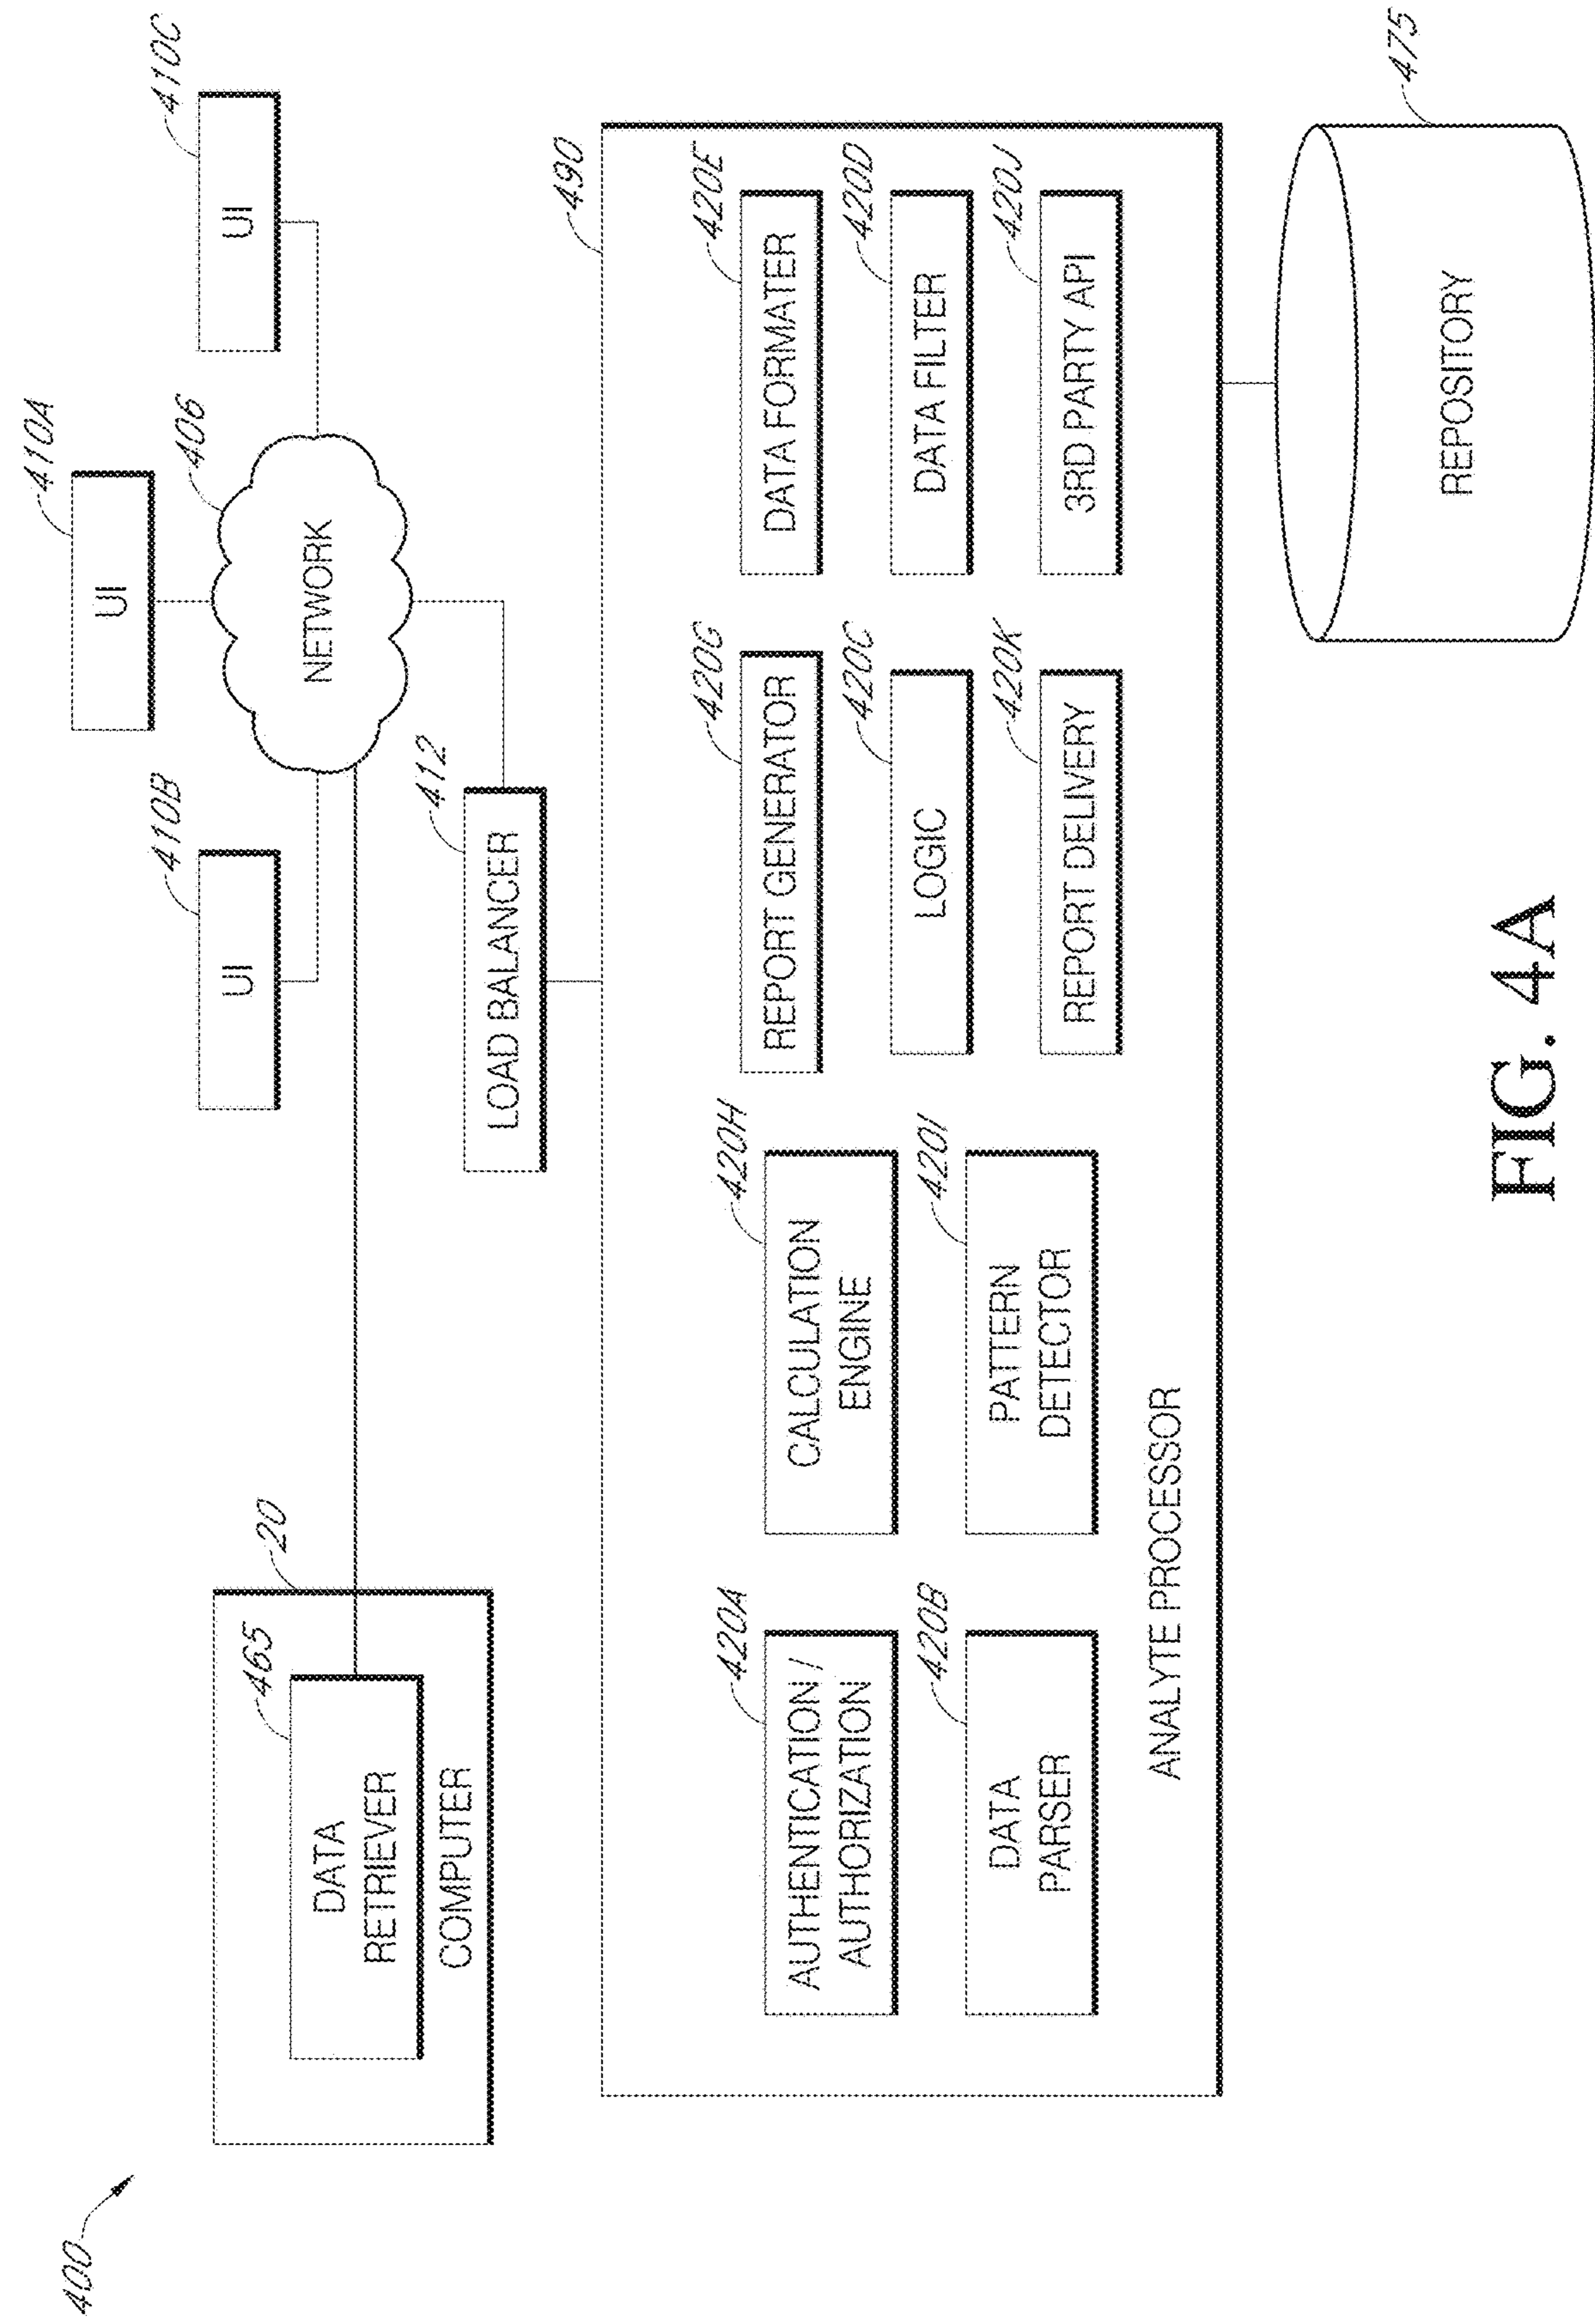 400
410A
UI
410B
UI
410C
UI
406
NETWORK
20
465
DATA
RETRIEVER
COMPUTER
412
LOAD BALANCER
490
420A
AUTHENTICATION /
AUTHORIZATION
420H
CALCULATION
ENGINE
420G
REPORT GENERATOR
420E
DATA FORMATER
420B
DATA
PARSER
420I
PATTERN
DETECTOR
420C
LOGIC
420D
DATA FILTER
420K
REPORT DELIVERY
420J
3RD PARTY API
ANALYTE PROCESSOR
475
REPOSITORY
FIG. 4A